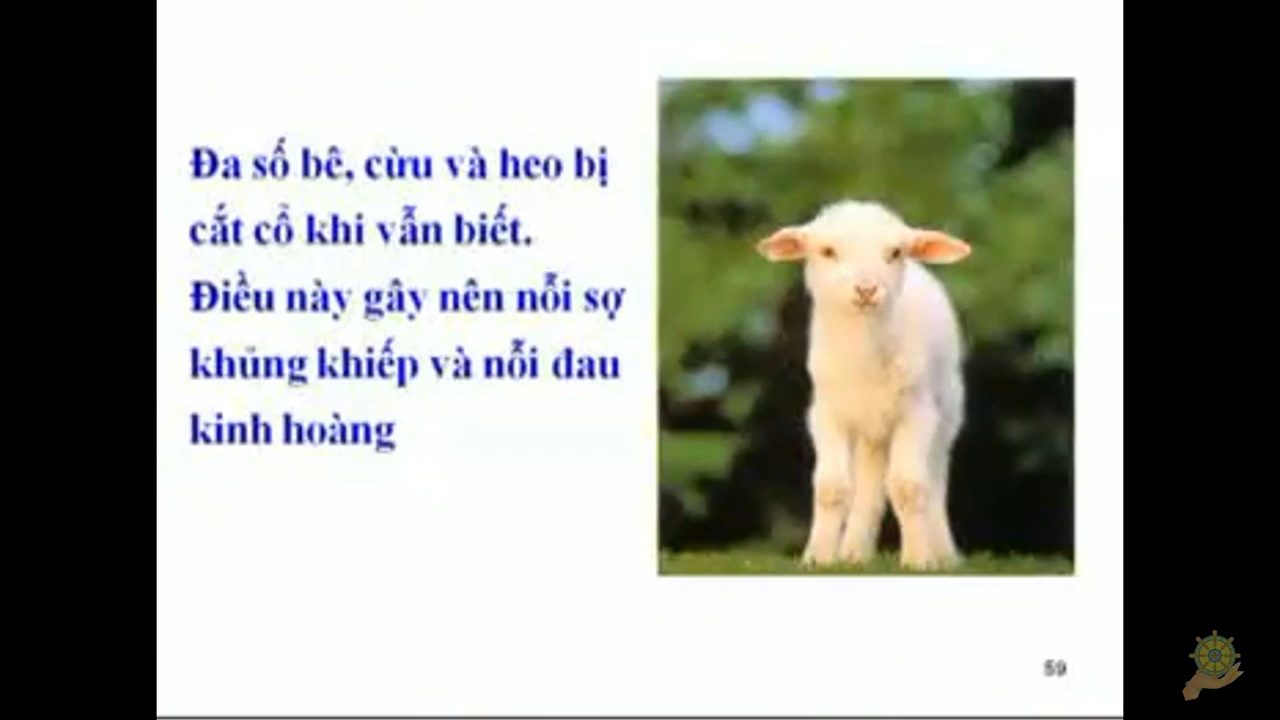 Đa số bê, cừu và heo bị
cắt cổ khi vẫn biết.
Điều này gây nên nỗi sợ
khủng khiếp và nỗi đau
kinh hoàng
59